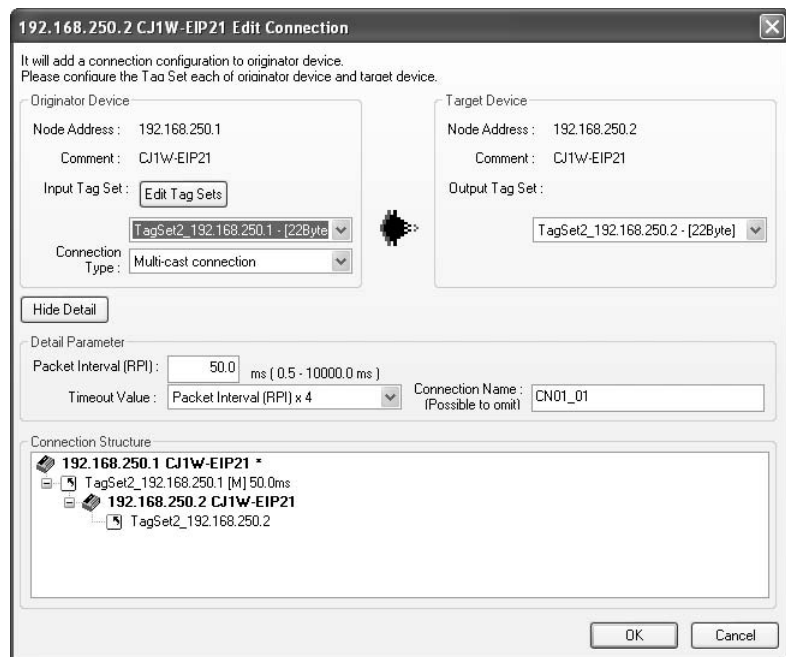 192.168.250.2 CJ1W-EIP21 Edit Connection
It will add a connection configuration to originator device.
Please configure the Tag Set each of originator device and target device.
Originator Device
Node Address : 192.168.250.1
Comment : CJ1W-EIP21
Input Tag Set : Edit Tag Sets
TagSet2_192.168.250.1 - [22Byte
Connection Type : Multi-cast connection
Target Device
Node Address : 192.168.250.2
Comment : CJ1W-EIP21
Output Tag Set :
TagSet2_192.168.250.2 - [22Byte]
Hide Detail
Detail Parameter
Packet Interval (RPI) : 50.0 ms ( 0.5 - 10000.0 ms )
Timeout Value : Packet Interval (RPI) x 4
Connection Name : CN01_01
(Possible to omit)
Connection Structure
192.168.250.1 CJ1W-EIP21 *
TagSet2_192.168.250.1 [M] 50.0ms
192.168.250.2 CJ1W-EIP21
TagSet2_192.168.250.2
OK Cancel